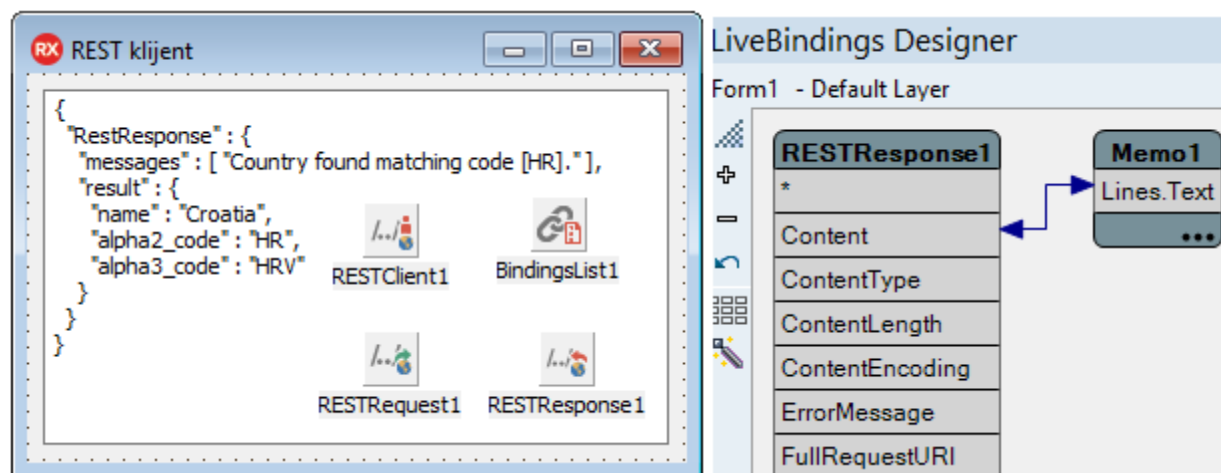 RX REST klijent
{
"RestResponse" : {
"messages" : [ "Country found matching code [HR]." ],
"result" : {
"name" : "Croatia",
"alpha2_code" : "HR",
"alpha3_code" : "HRV"
}
}
}
/../
RESTClient1
BindingsList1
/../
RESTRequest1
/../
RESTResponse1
LiveBindings Designer
Form1 - Default Layer
RESTResponse1
*
Content
ContentType
ContentLength
ContentEncoding
ErrorMessage
FullRequestURI
Memo1
Lines.Text
•••